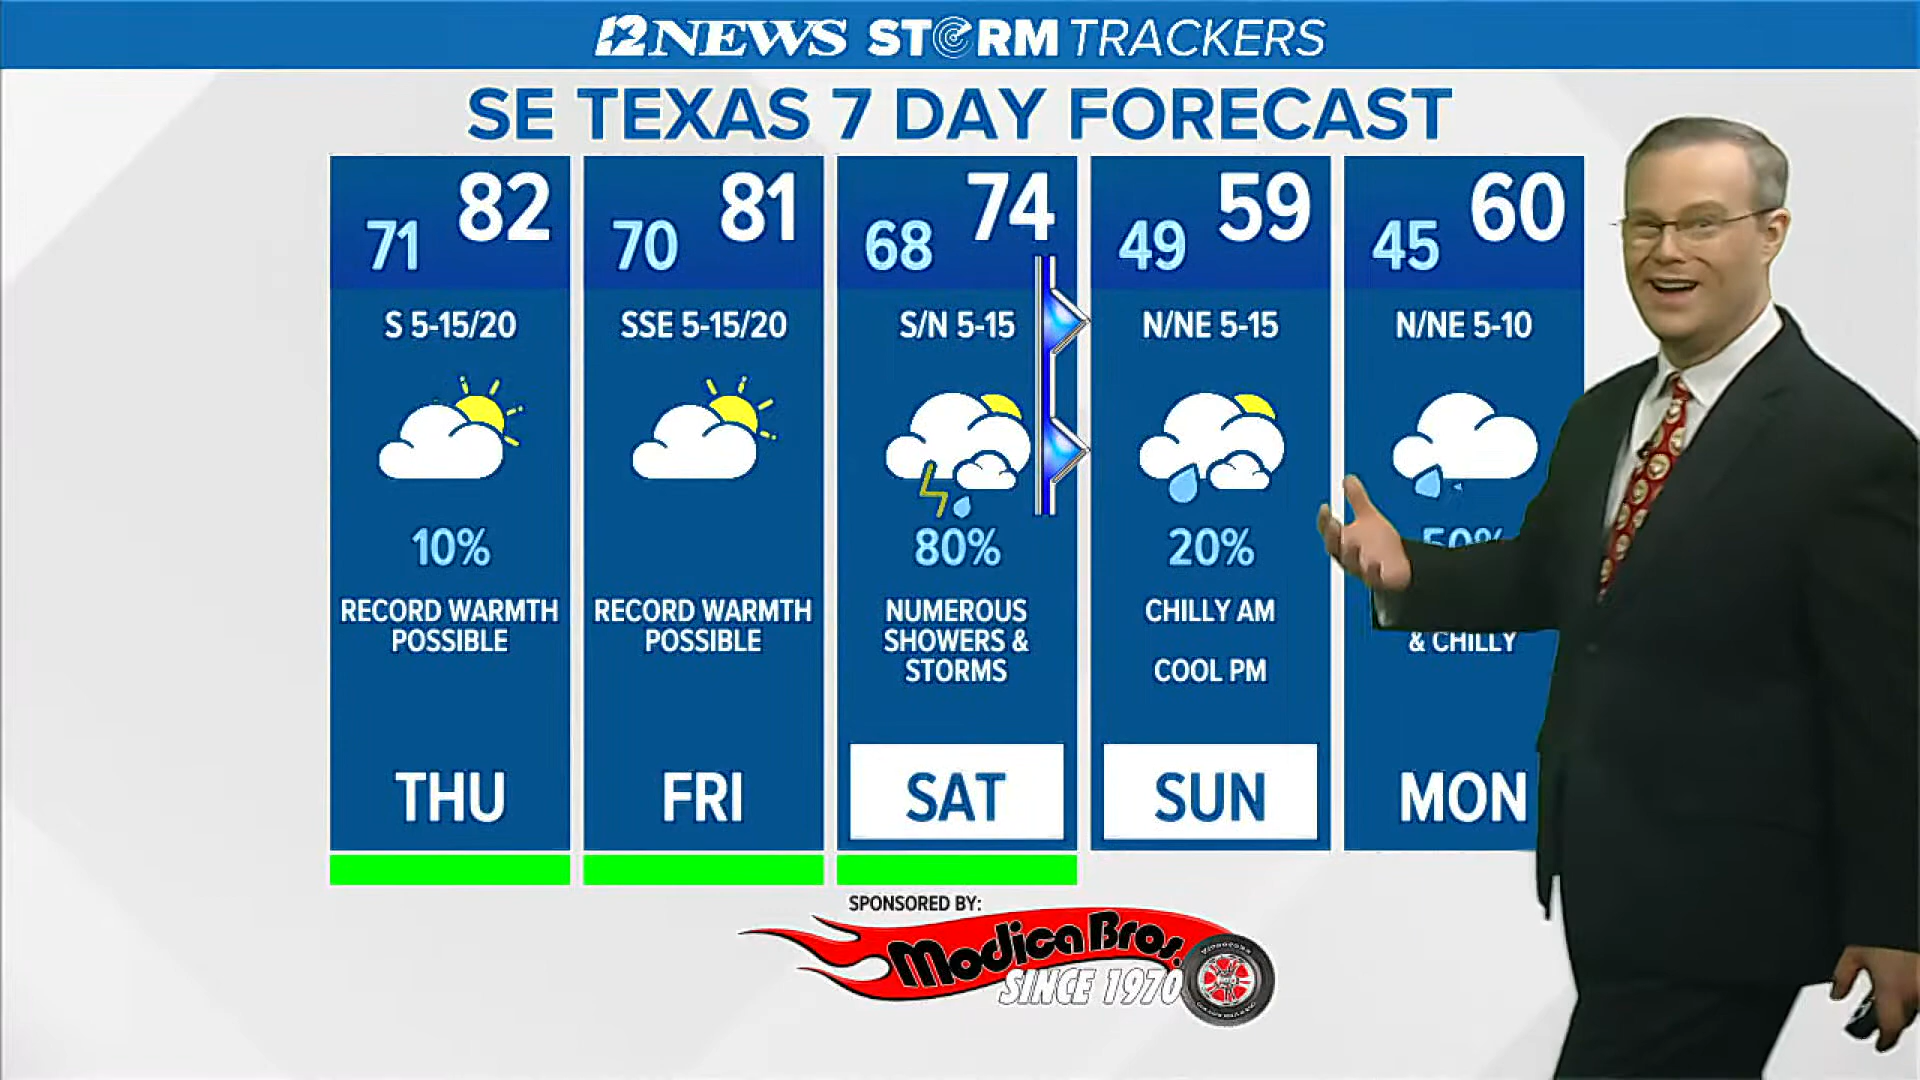 12NEWS STORM TRACKERS
SE TEXAS 7 DAY FORECAST
71 82
S 5-15/20
10%
RECORD WARMTH
POSSIBLE
THU
70 81
SSE 5-15/20
RECORD WARMTH
POSSIBLE
FRI
68 74
S/N 5-15
80%
NUMEROUS
SHOWERS &
STORMS
SAT
49 59
N/NE 5-15
20%
CHILLY AM
COOL PM
SUN
45 60
N/NE 5-10
50%
& CHILLY
MON
SPONSORED BY:
Modica Bros.
SINCE 1970